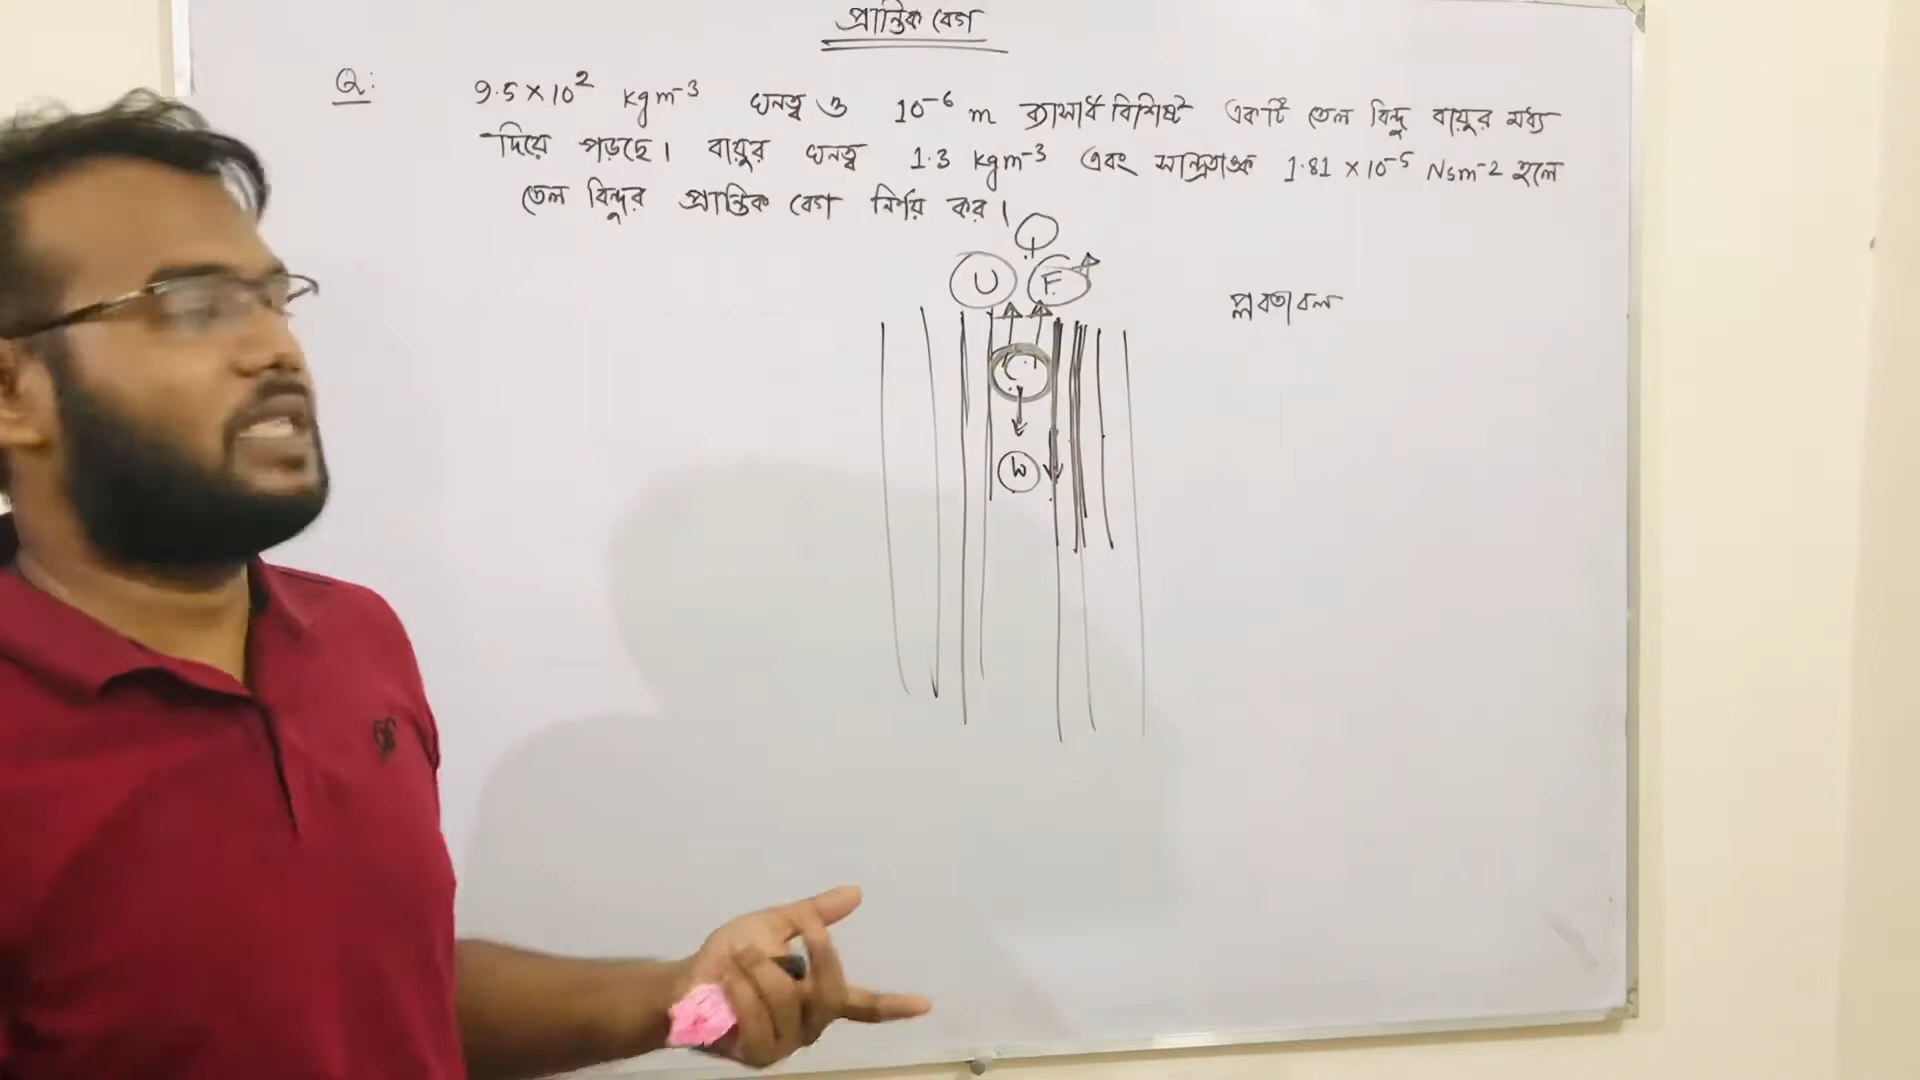 প্রান্তিক বেগ
Q: 9.5×10² kgm⁻³ ঘনত্ব ও 10⁻⁶ m ব্যাসার্ধ বিশিষ্ট একটি তেল বিন্দু বায়ুর মধ্য
দিয়ে পড়ছে। বায়ুর ঘনত্ব 1.3 kgm⁻³ এবং সান্দ্রতাঙ্ক 1.81 ×10⁻⁵ Nsm⁻² হলে
তেল বিন্দুর প্রান্তিক বেগ নির্ণয় কর।
U F
প্লবতা বল
W